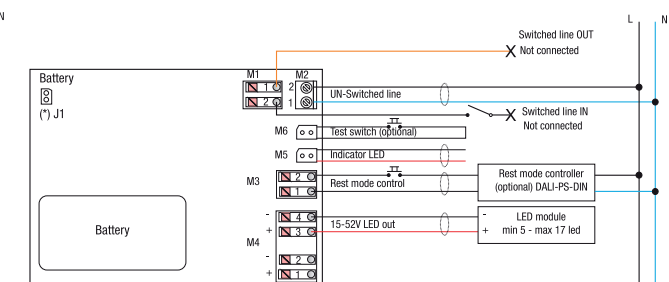 N
L N
Switched line OUT
Not connected
Battery
(*) J1
M1 M2
1 2
2 1
UN-Switched line
Switched line IN
Not connected
M6 Test switch (optional)
M5 Indicator LED
M3
2
1
Rest mode control
Rest mode controller
(optional) DALI-PS-DIN
Battery
M4
- 4
+ 3
15-52V LED out
- LED module
+ min 5 - max 17 led
- 2
+ 1